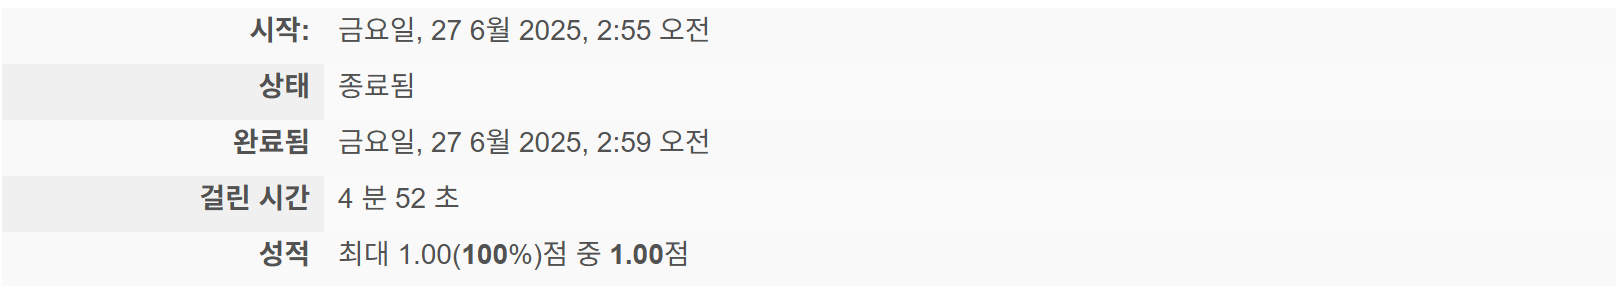 시작: 금요일, 27 6월 2025, 2:55 오전
상태 종료됨
완료됨 금요일, 27 6월 2025, 2:59 오전
걸린 시간 4 분 52 초
성적 최대 1.00(100%)점 중 1.00점